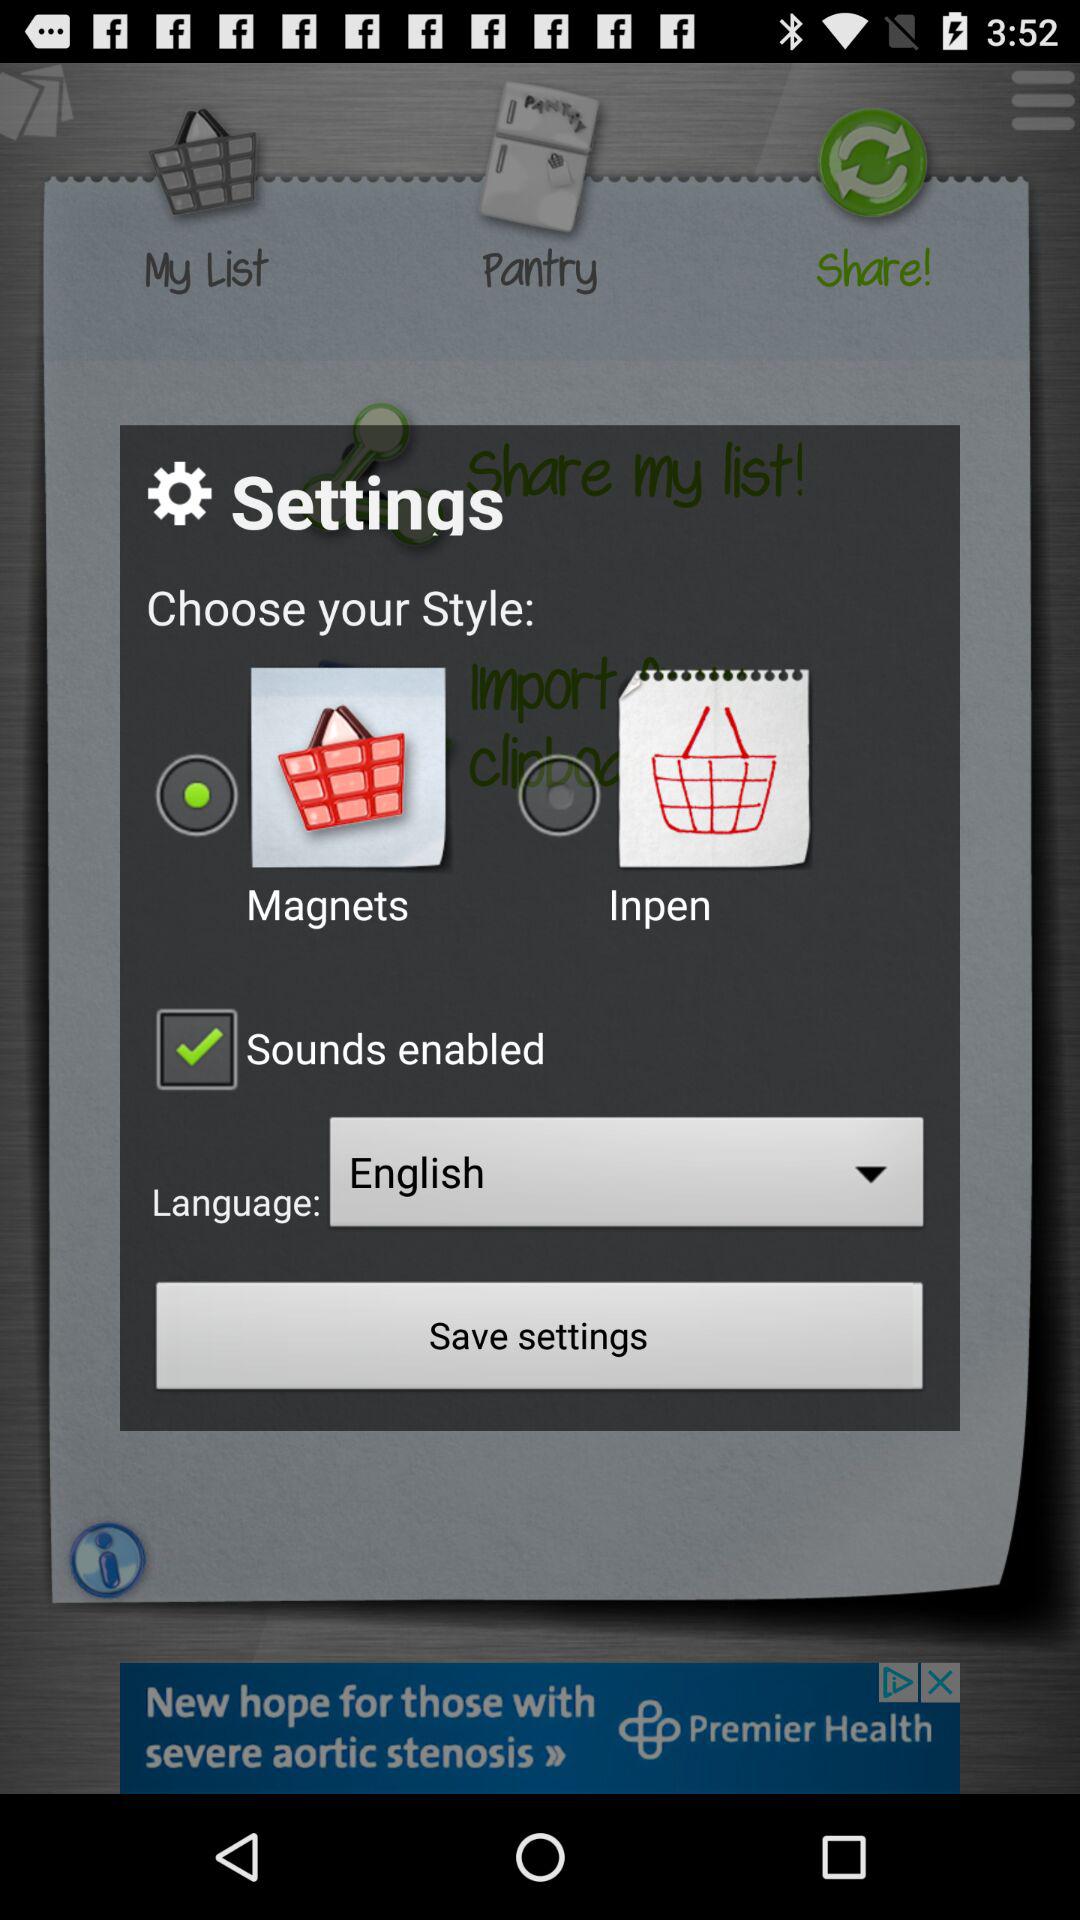 3:52
PANTRY
My List
Pantry
Share!
Share my list!
Settings
Choose your Style:
Import
Magnets
Inpen
Sounds enabled
Language:
English
Save settings
New hope for those with
severe aortic stenosis »
Premier Health